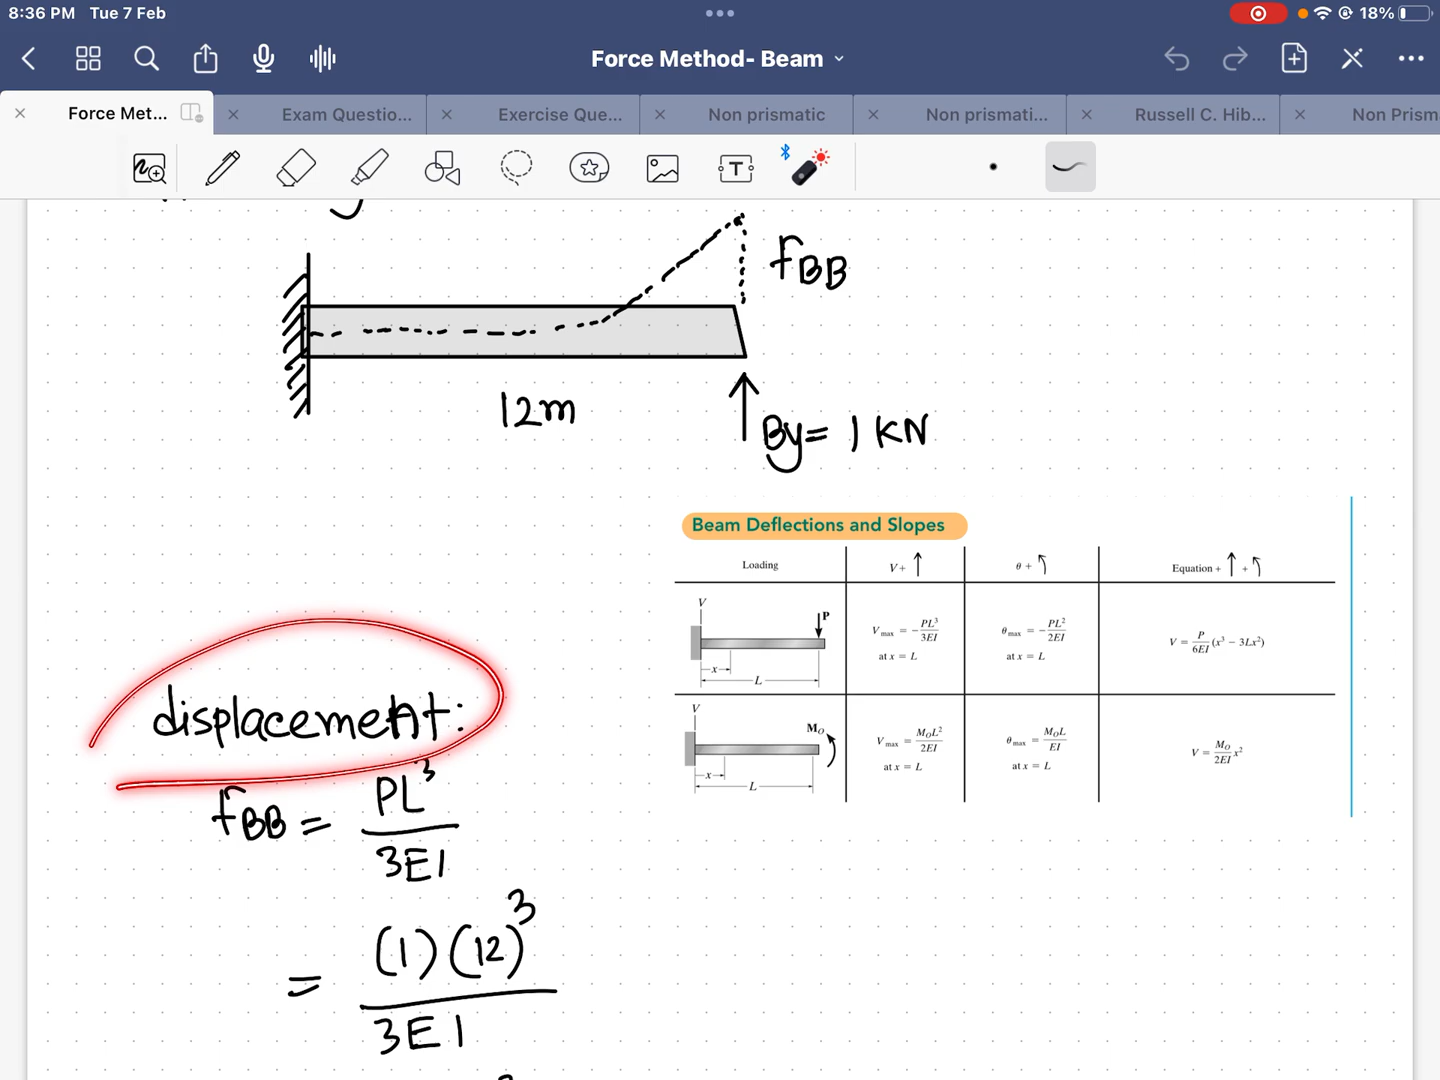 8:36 PM Tue 7 Feb
18%
Force Method- Beam
Force Met...
Exam Questio...
Exercise Que...
Non prismatic
Non prismati...
Russell C. Hib...
Non Prism
T
fBB
12m
By= 1 KN
Beam Deflections and Slopes
Loading V+ ↑ θ + Equation + ↑ +
V P x L
Vmax = -PL³/3EI at x = L
θmax = -PL²/2EI at x = L
V = P/6EI (x³ − 3Lx²)
V MO x L
Vmax = MOL²/2EI at x = L
θmax = MOL/EI at x = L
V = MO/2EI x²
displacement:
fBB = PL³/3EI
= (1)(12)³/3EI